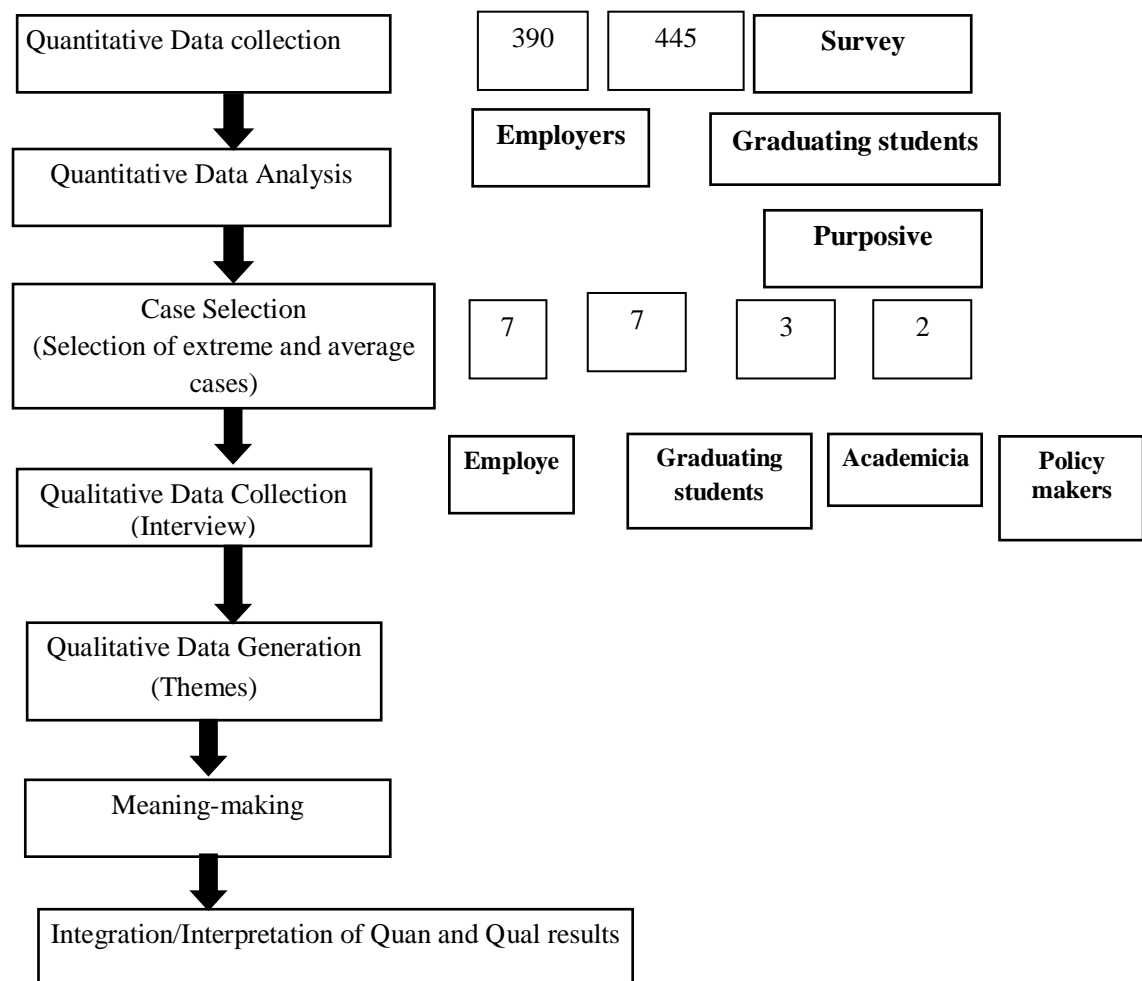 Quantitative Data collection
390
445
Survey
Employers
Graduating students
Quantitative Data Analysis
Purposive
Case Selection
(Selection of extreme and average
cases)
7
7
3
2
Employe
Graduating
students
Academicia
Policy
makers
Qualitative Data Collection
(Interview)
Qualitative Data Generation
(Themes)
Meaning-making
Integration/Interpretation of Quan and Qual results